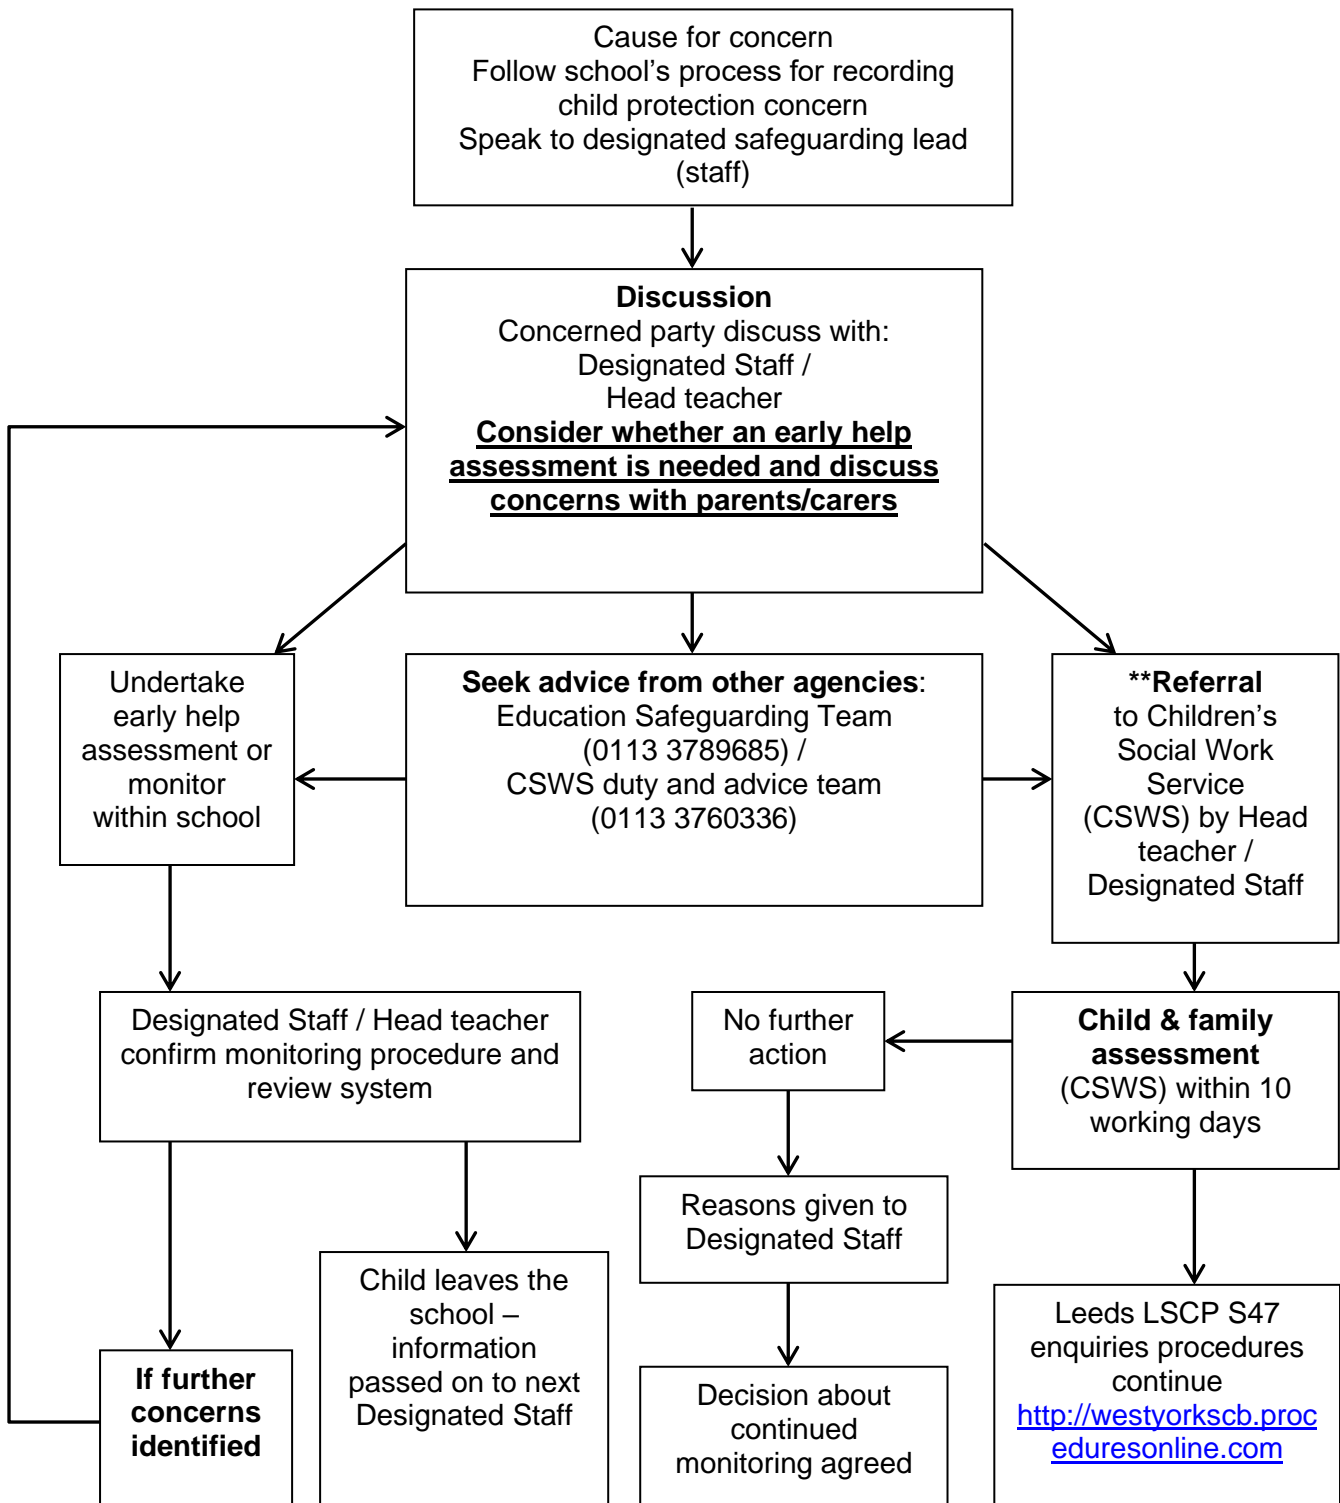 Cause for concern
Follow school’s process for recording
child protection concern
Speak to designated safeguarding lead
(staff)
Discussion
Concerned party discuss with:
Designated Staff /
Head teacher
Consider whether an early help
assessment is needed and discuss
concerns with parents/carers
Undertake
early help
assessment or
monitor
within school
Seek advice from other agencies:
Education Safeguarding Team
(0113 3789685) /
CSWS duty and advice team
(0113 3760336)
**Referral
to Children’s
Social Work
Service
(CSWS) by Head
teacher /
Designated Staff
Designated Staff / Head teacher
confirm monitoring procedure and
review system
No further
action
Child & family
assessment
(CSWS) within 10
working days
Reasons given to
Designated Staff
If further
concerns
identified
Child leaves the
school –
information
passed on to next
Designated Staff
Decision about
continued
monitoring agreed
Leeds LSCP S47
enquiries procedures
continue
http://westyorkscb.proc
eduresonline.com